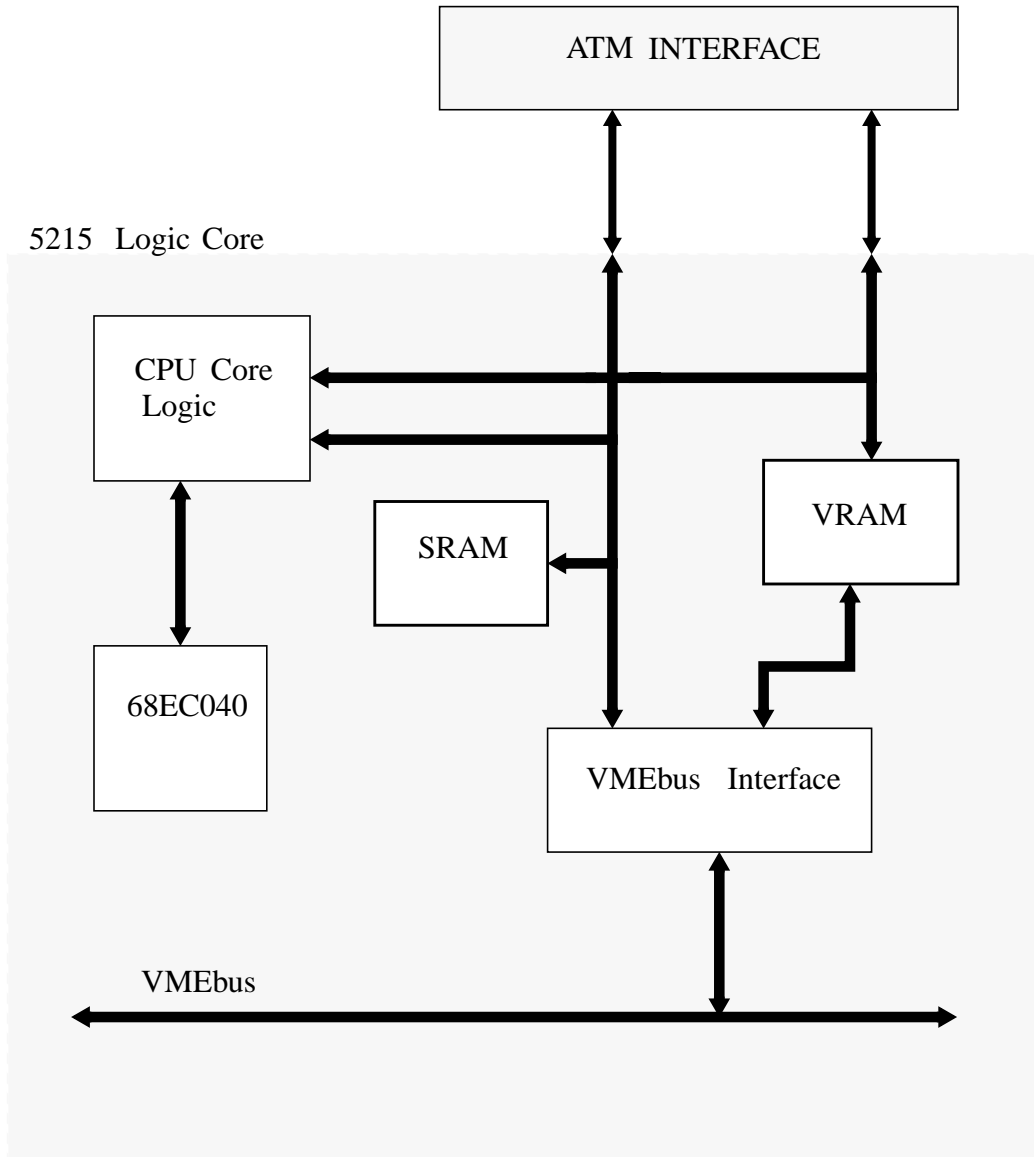 ATM INTERFACE
5215 Logic Core
CPU Core
Logic
VRAM
SRAM
68EC040
VMEbus Interface
VMEbus